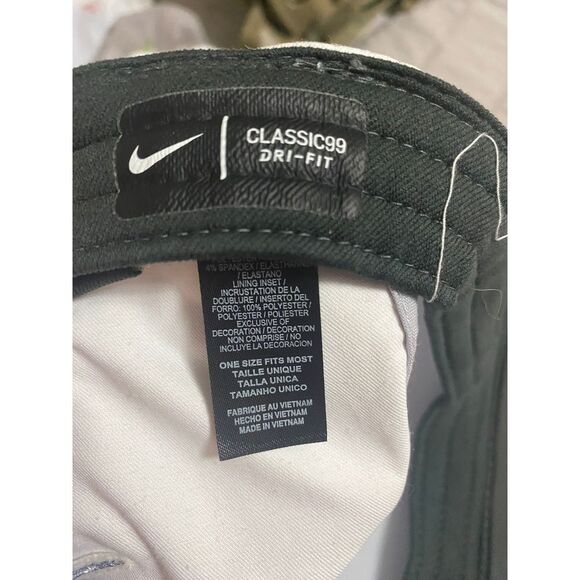 CLASSIC99
DRI-FIT
4% SPANDEX / ELASTHANNE
/ ELASTANO
LINING INSET /
INCRUSTATION DE LA
DOUBLURE / INSERTO DEL
FORRO: 100% POLYESTER /
POLYESTER / POLIESTER
EXCLUSIVE OF
DECORATION / DECORATION
NON COMPRISE / NO
INCLUYE LA DECORACION
ONE SIZE FITS MOST
TAILLE UNIQUE
TALLA UNICA
TAMANHO UNICO
FABRIQUE AU VIETNAM
HECHO EN VIETNAM
MADE IN VIETNAM